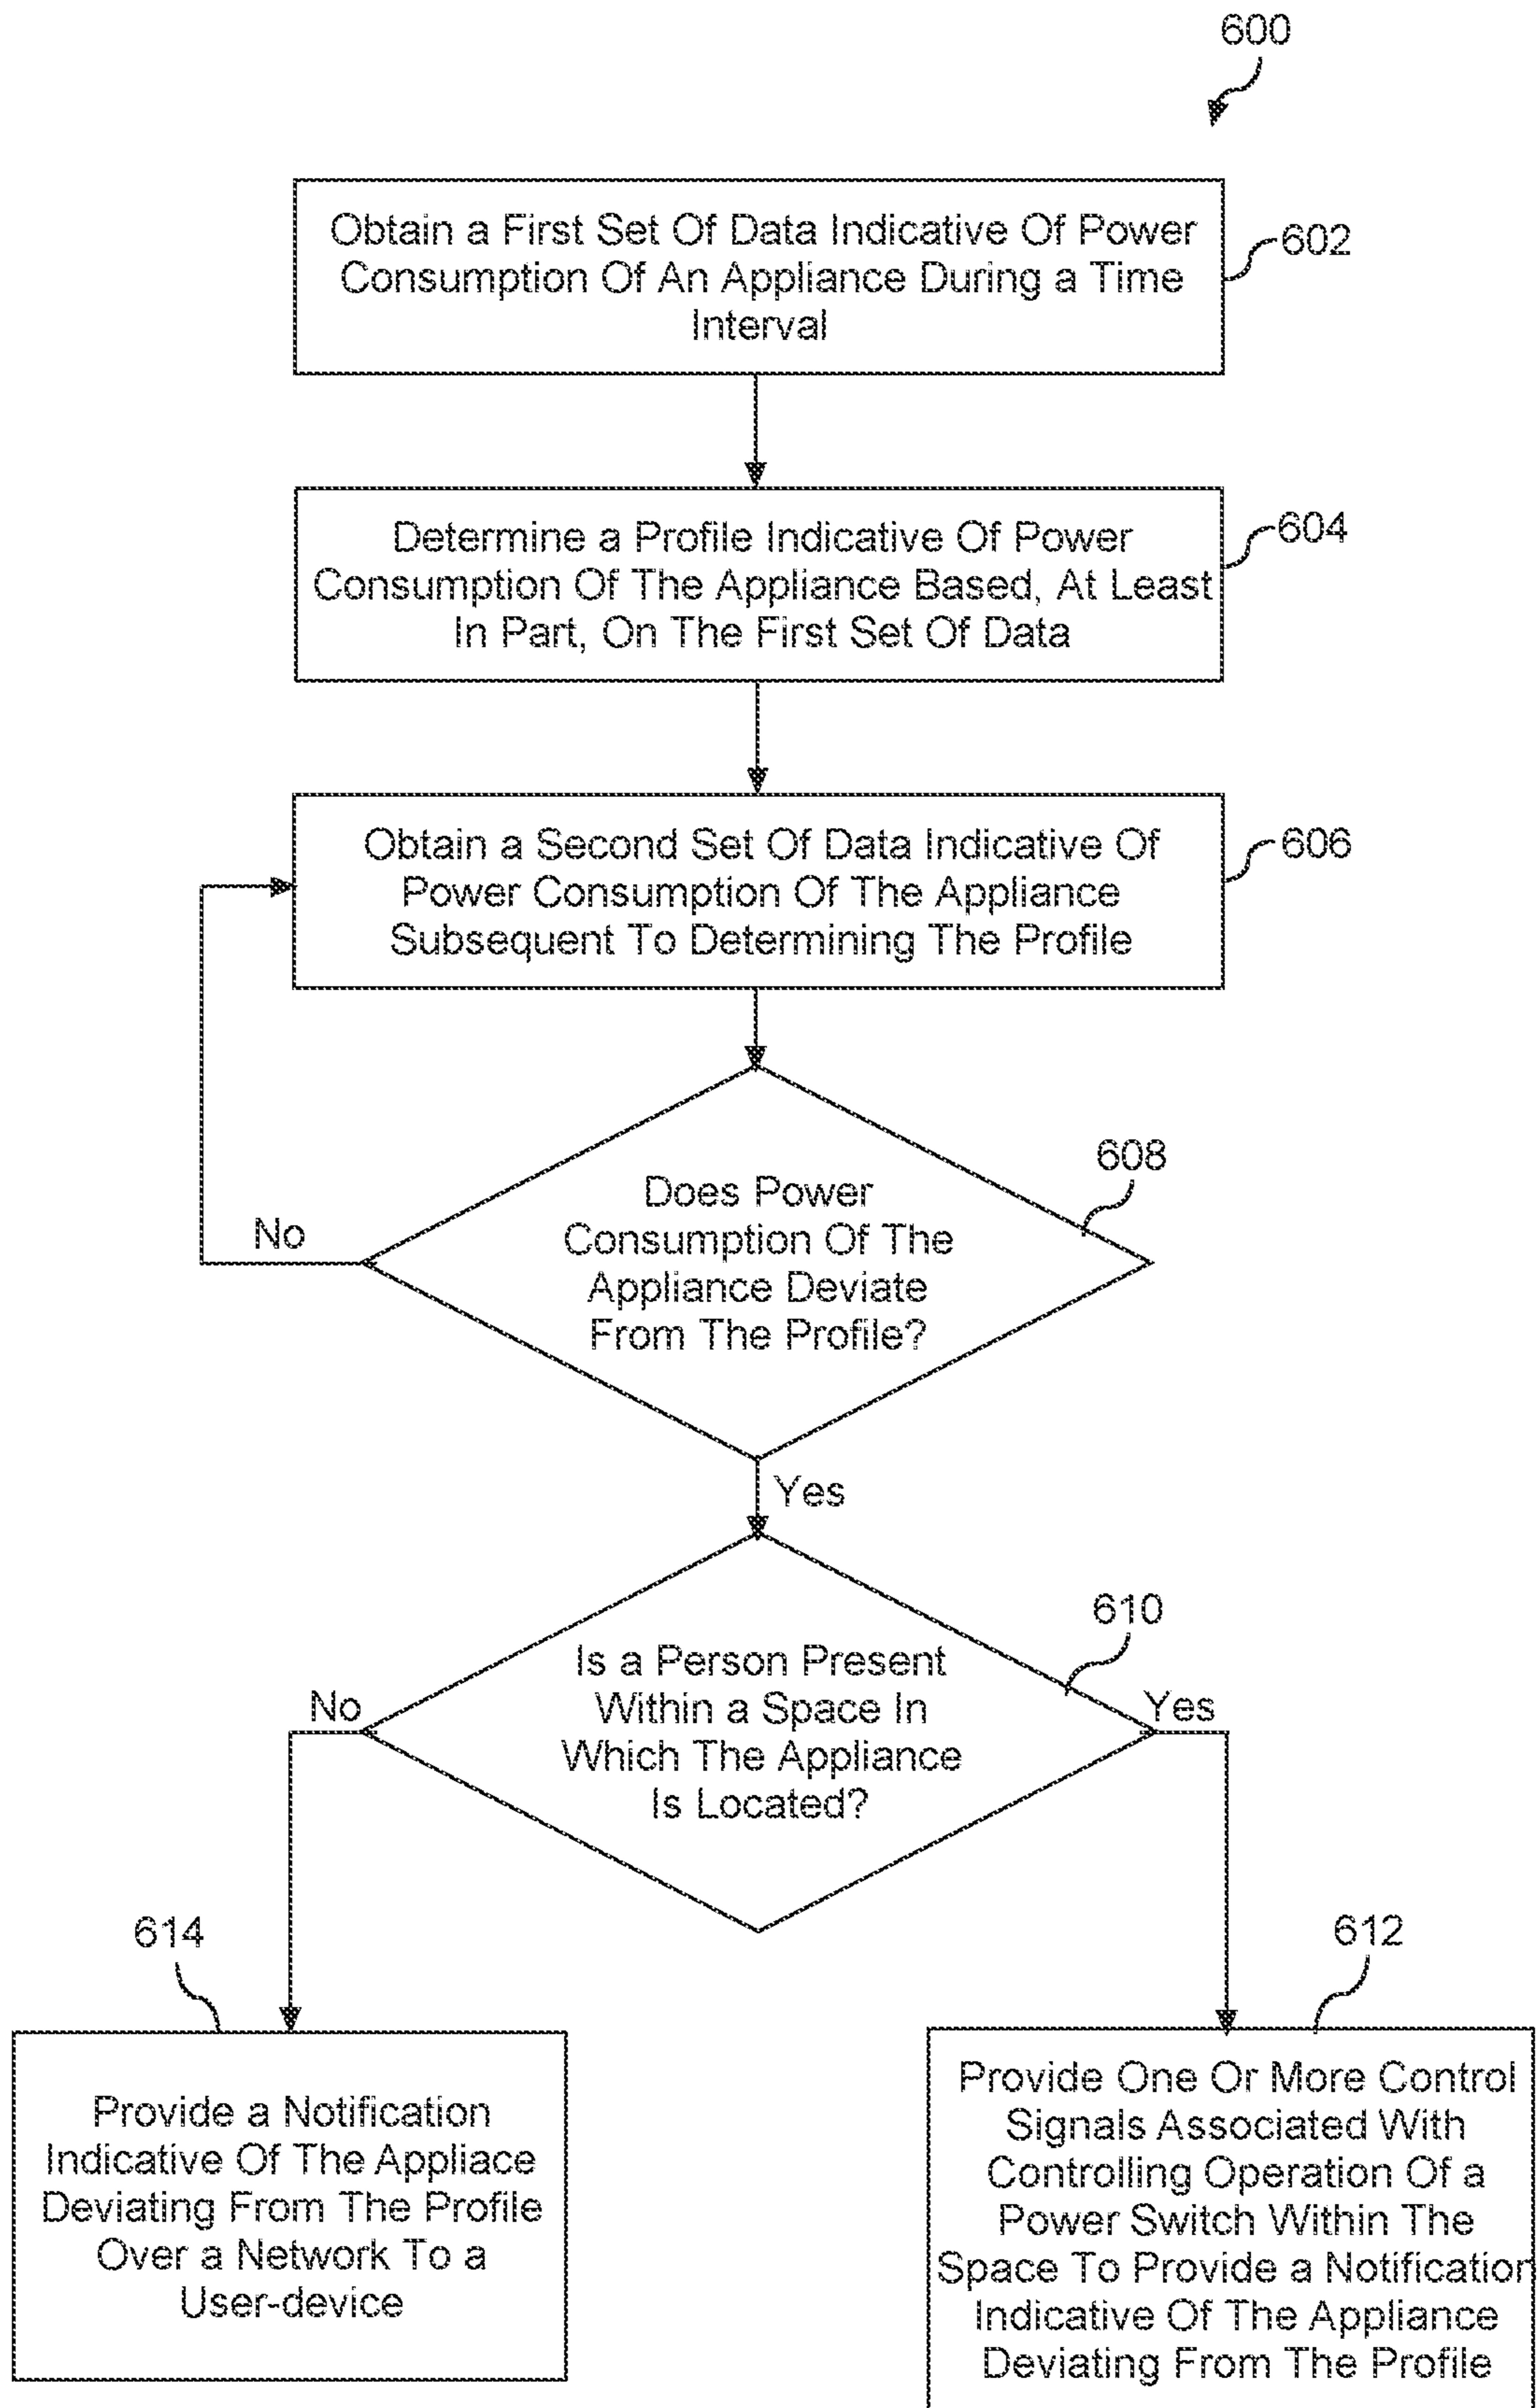 600
Obtain a First Set Of Data Indicative Of Power
Consumption Of An Appliance During a Time
Interval
602
Determine a Profile Indicative Of Power
Consumption Of The Appliance Based, At Least
In Part, On The First Set Of Data
604
Obtain a Second Set Of Data Indicative Of
Power Consumption Of The Appliance
Subsequent To Determining The Profile
606
Does Power
Consumption Of The
Appliance Deviate
From The Profile?
608
No
Yes
Is a Person Present
Within a Space In
Which The Appliance
Is Located?
610
No
Yes
614
Provide a Notification
Indicative Of The Appliace
Deviating From The Profile
Over a Network To a
User-device
612
Provide One Or More Control
Signals Associated With
Controlling Operation Of a
Power Switch Within The
Space To Provide a Notification
Indicative Of The Appliance
Deviating From The Profile